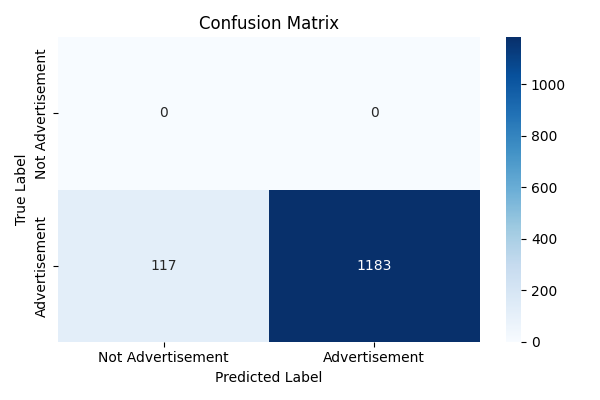 Confusion Matrix
True Label
Not Advertisement
Advertisement
0 0
117 1183
Not Advertisement Advertisement
Predicted Label
1000
800
600
400
200
0